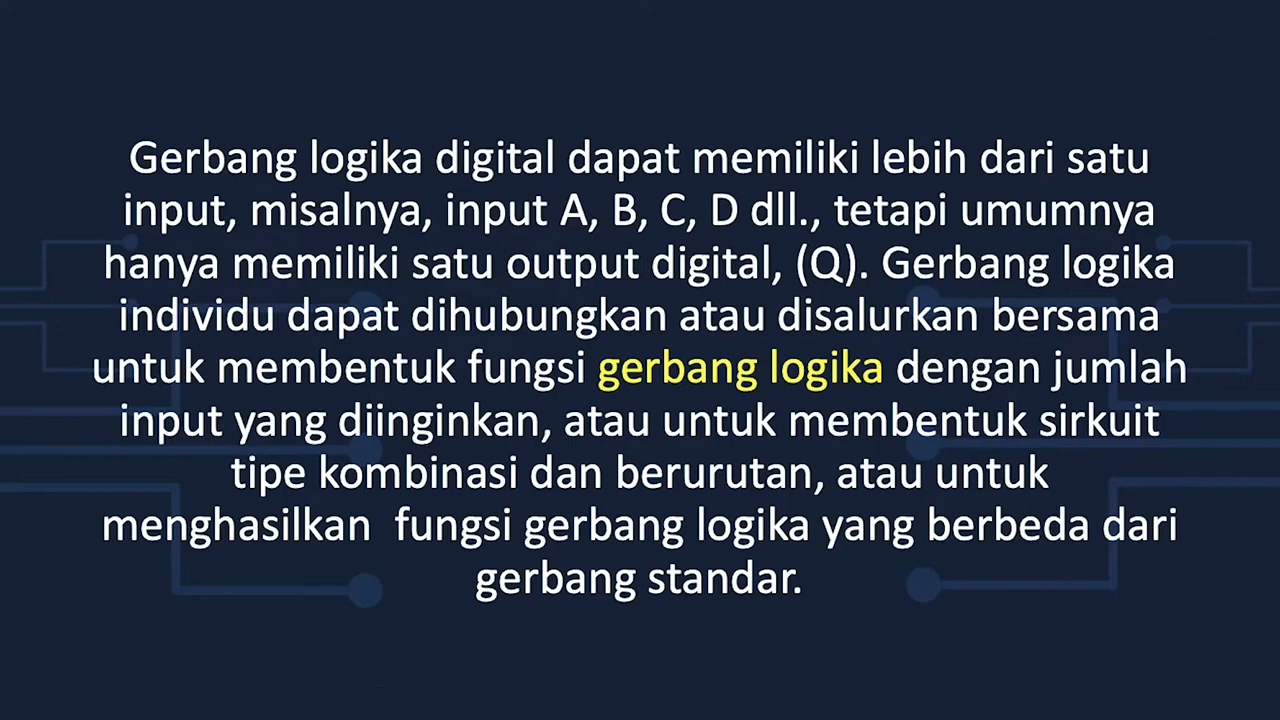 Gerbang logika digital dapat memiliki lebih dari satu
input, misalnya, input A, B, C, D dll., tetapi umumnya
hanya memiliki satu output digital, (Q). Gerbang logika
individu dapat dihubungkan atau disalurkan bersama
untuk membentuk fungsi gerbang logika dengan jumlah
input yang diinginkan, atau untuk membentuk sirkuit
tipe kombinasi dan berurutan, atau untuk
menghasilkan  fungsi gerbang logika yang berbeda dari
gerbang standar.